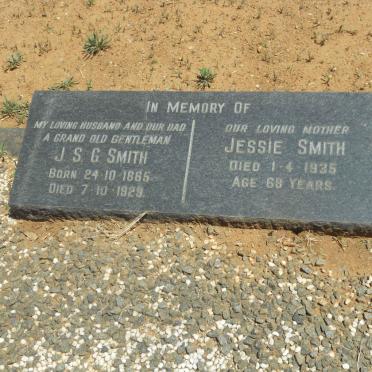 IN MEMORY OF
MY LOVING HUSBAND AND OUR DAD
A GRAND OLD GENTLEMAN
J S G SMITH
BORN 24·10·1865
DIED 7·10·1929.
OUR LOVING MOTHER
JESSIE SMITH
DIED 1·4·1935
AGE 68 YEARS.